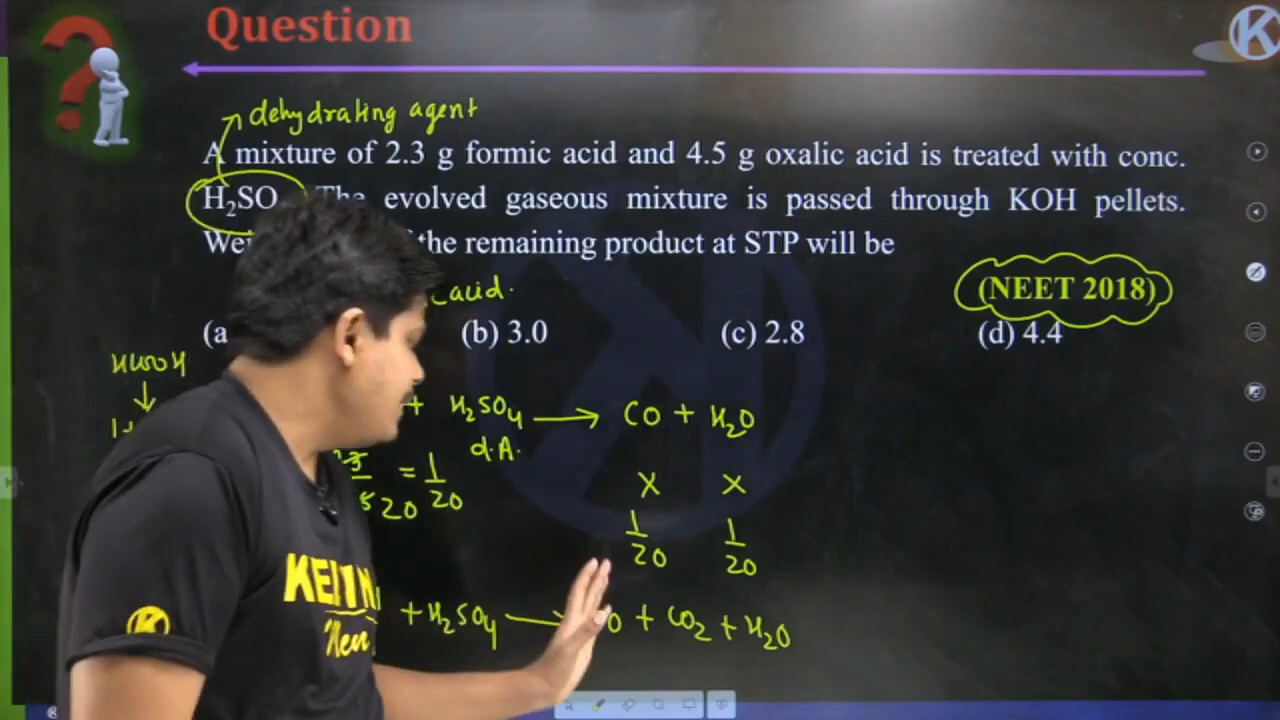 Question
dehydrating agent
A mixture of 2.3 g formic acid and 4.5 g oxalic acid is treated with conc.
H₂SO The evolved gaseous mixture is passed through KOH pellets.
the remaining product at STP will be
acid.
(NEET 2018)
(a (b) 3.0 (c) 2.8 (d) 4.4
HCOOH
+ H₂SO₄ → CO + H₂O
d.A.
= 1/20
20
x x
1/20 1/20
+ H₂SO₄ → O + CO₂ + H₂O
K